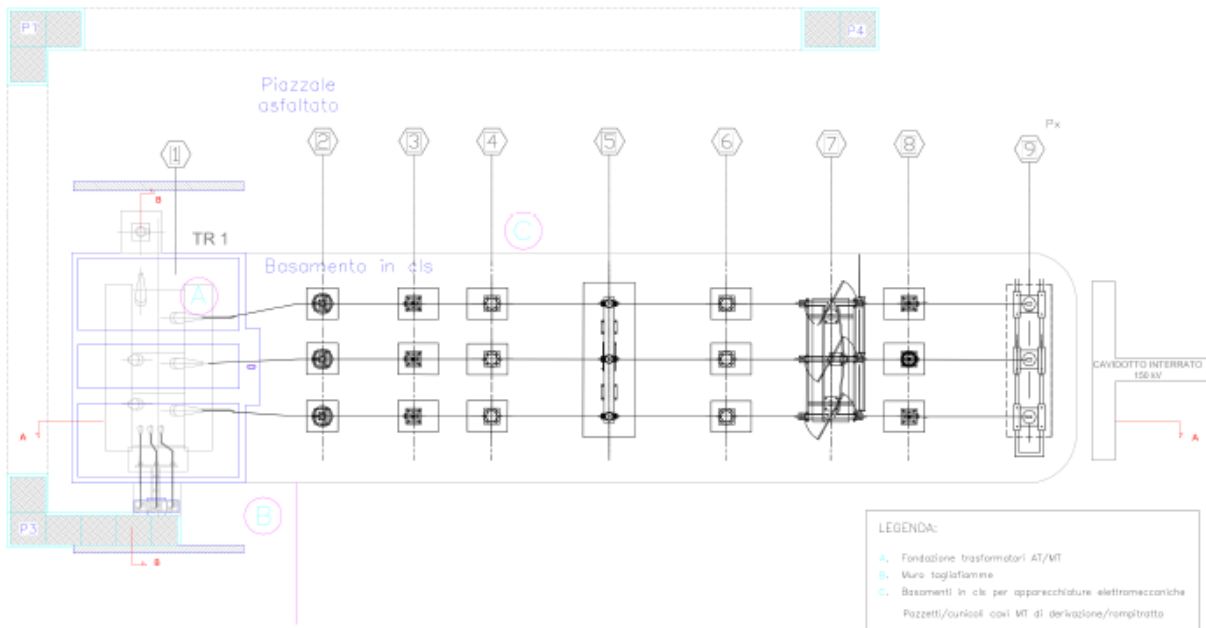 P1
P4
Piazzale
asfaltato
1
2
3
4
5
6
7
8
9
Px
B
TR 1
C
Basamento in cls
A
D
CAVIDOTTO INTERRATO
150 kV
A
A
B
P3
B
LEGENDA:
A. Fondazione trasformatori AT/MT
B. Muro tagliafiamme
C. Basamenti in cls per apparecchiature elettromeccaniche
Pozzetti/cunicoli cavi MT di derivazione/rompitratto